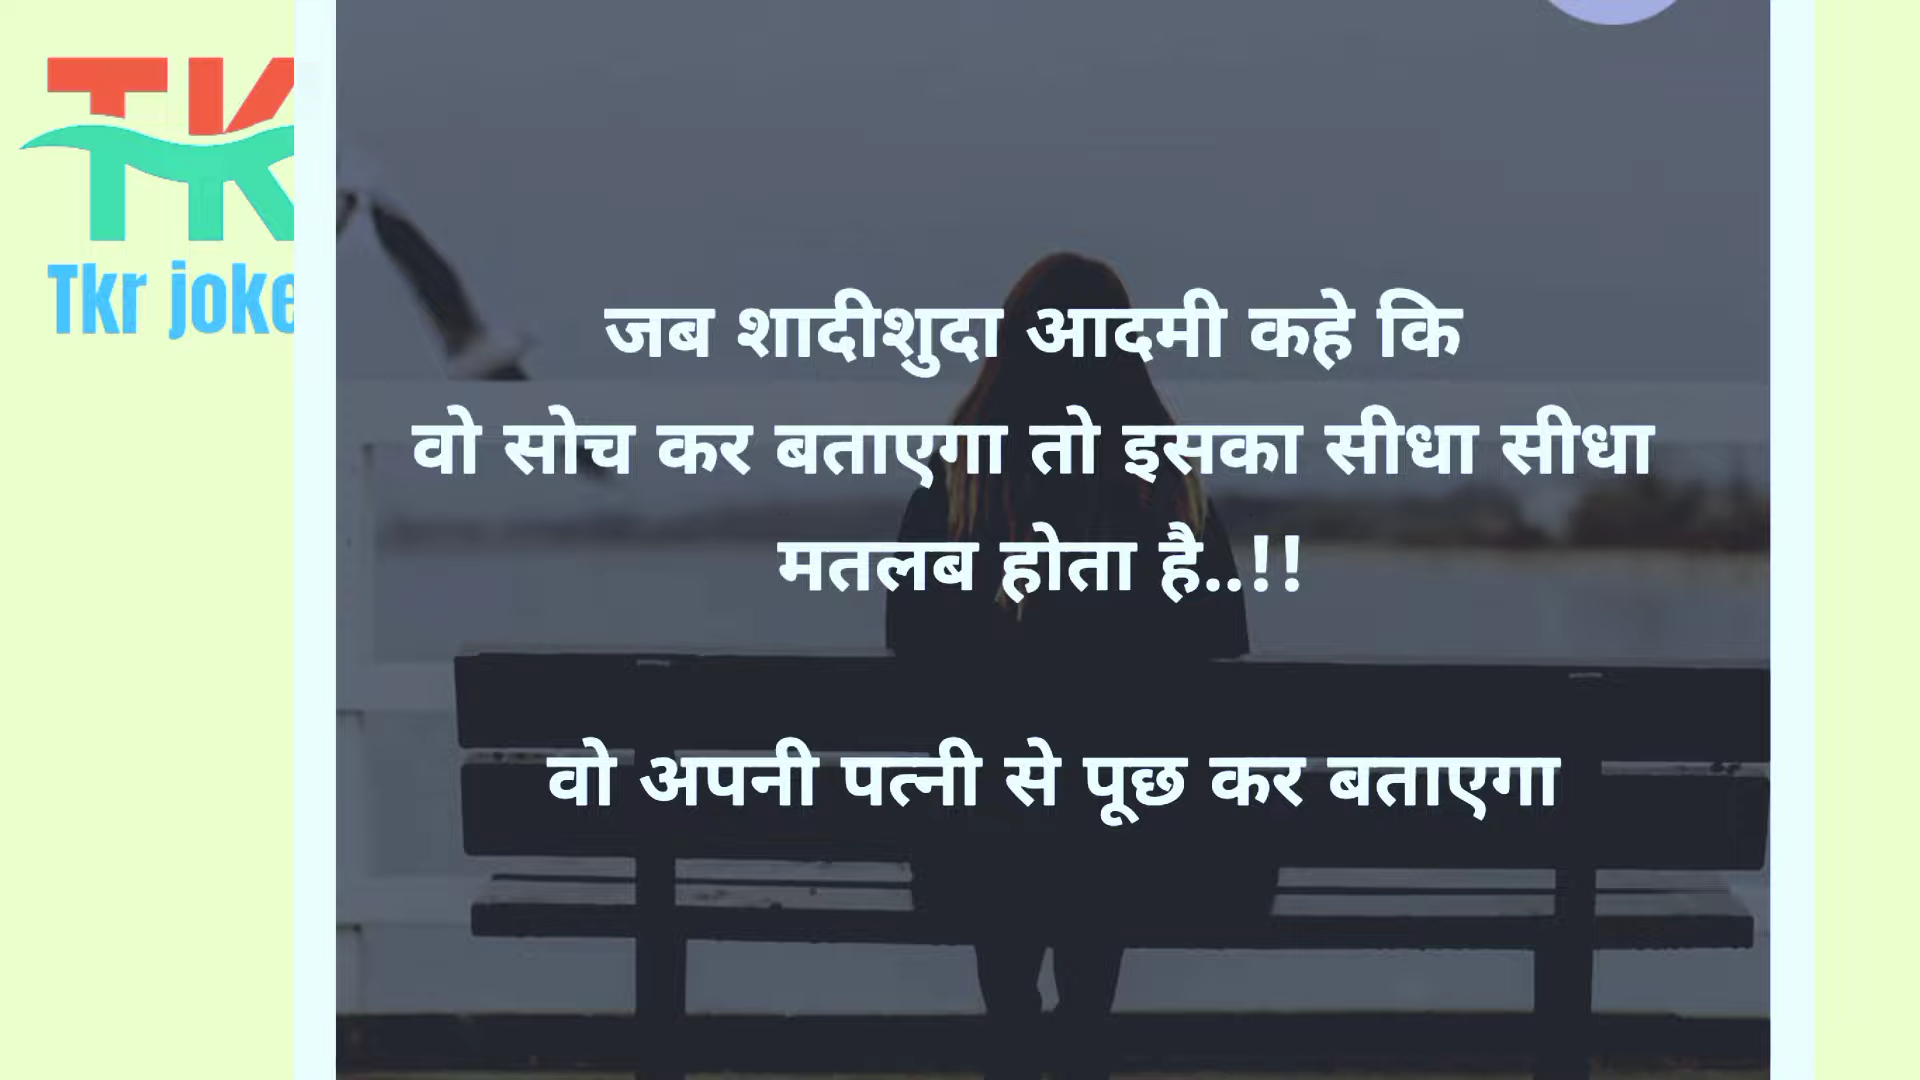 TK
Tkr joke
जब शादीशुदा आदमी कहे कि
वो सोच कर बताएगा तो इसका सीधा सीधा
मतलब होता है..!!
वो अपनी पत्नी से पूछ कर बताएगा